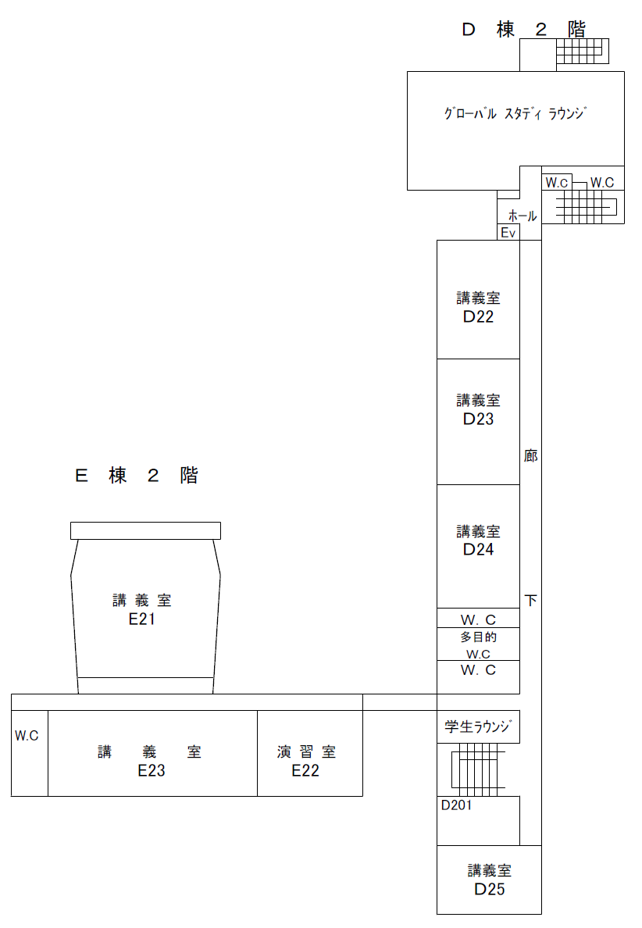 D 棟 2 階
グローバル スタディ ラウンジ
W.C
W.C
ホール
Ev
講義室
D22
講義室
D23
廊
下
E 棟 2 階
講義室
D24
講 義 室
E21
W.C
多目的
W.C
W.C
学生ラウンジ
W.C
講 義 室
E23
演 習 室
E22
D201
講義室
D25